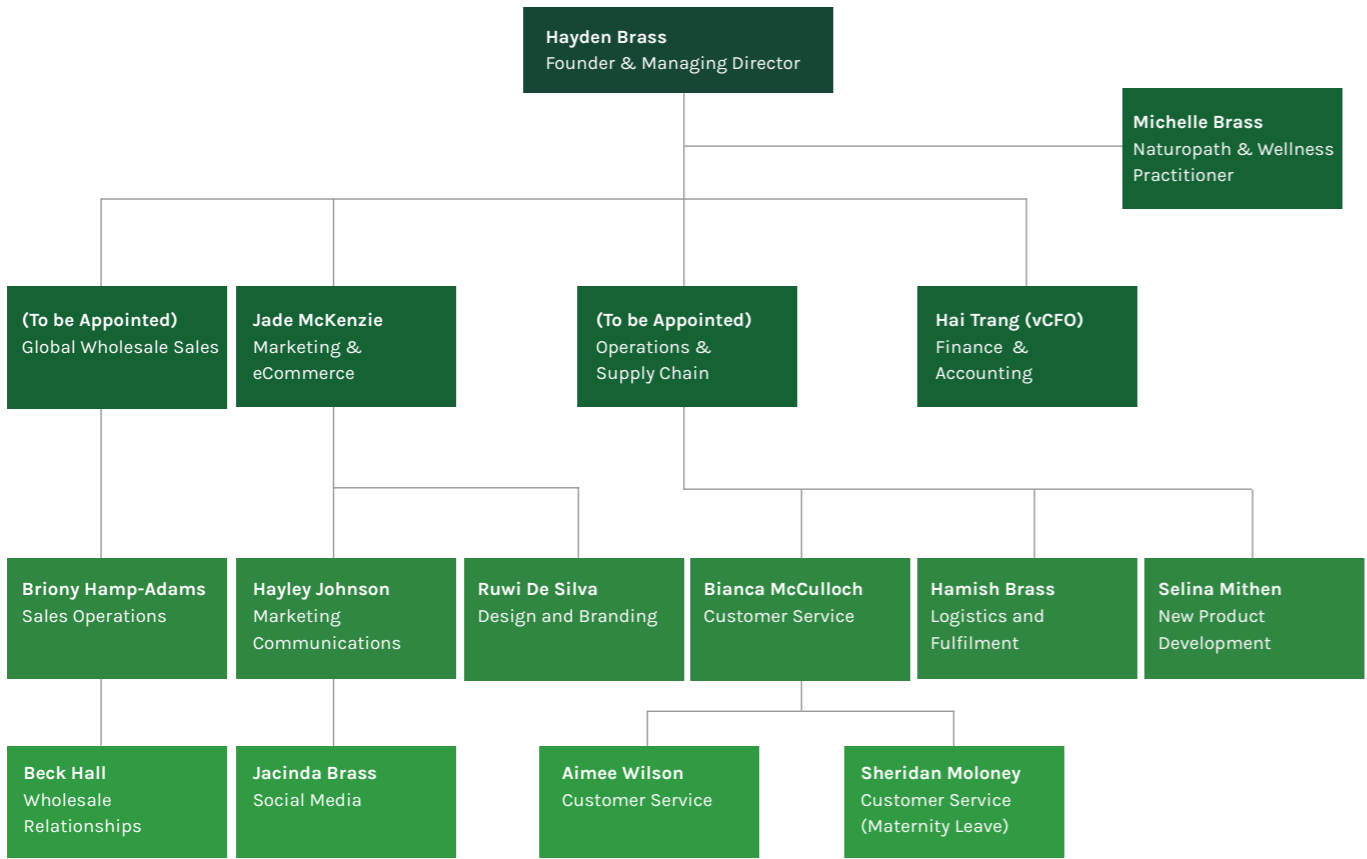 Hayden Brass
Founder & Managing Director
Michelle Brass
Naturopath & Wellness
Practitioner
(To be Appointed)
Global Wholesale Sales
Jade McKenzie
Marketing &
eCommerce
(To be Appointed)
Operations &
Supply Chain
Hai Trang (vCFO)
Finance &
Accounting
Briony Hamp-Adams
Sales Operations
Hayley Johnson
Marketing
Communications
Ruwi De Silva
Design and Branding
Bianca McCulloch
Customer Service
Hamish Brass
Logistics and
Fulfilment
Selina Mithen
New Product
Development
Beck Hall
Wholesale
Relationships
Jacinda Brass
Social Media
Aimee Wilson
Customer Service
Sheridan Moloney
Customer Service
(Maternity Leave)